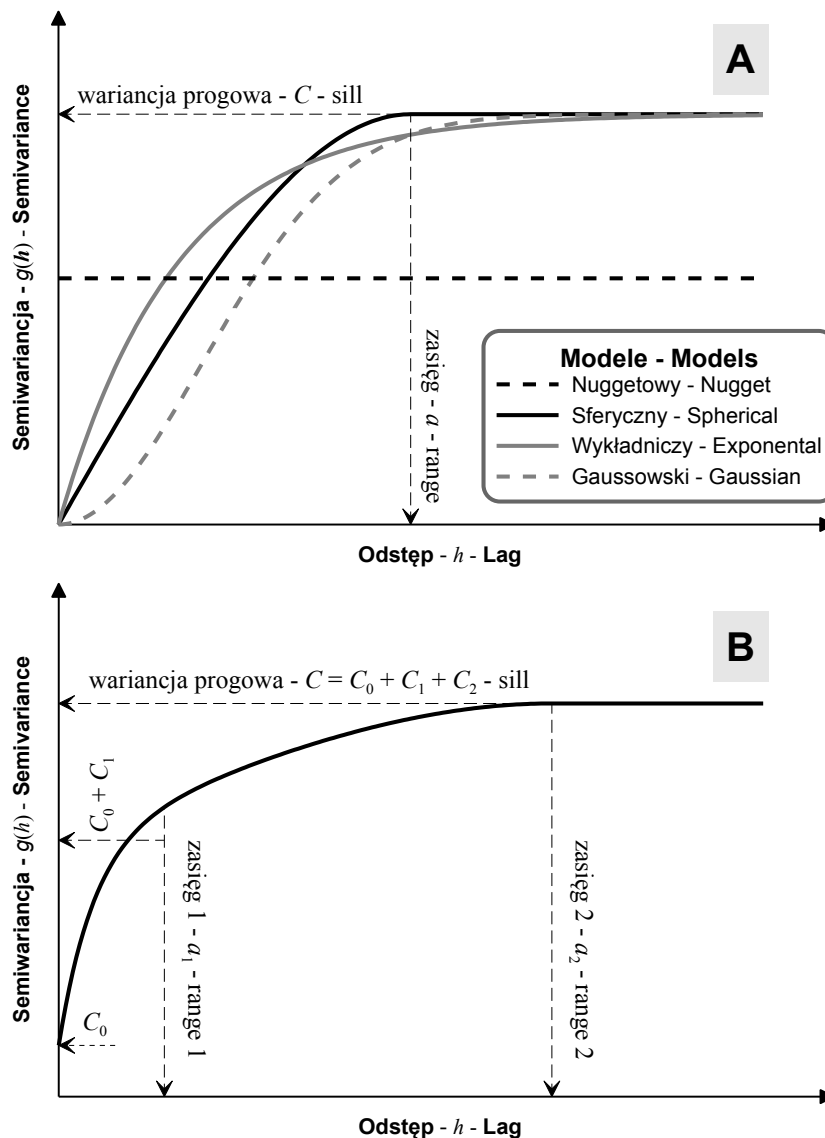 A
wariancja progowa - C - sill
Semiwariancja - g(h) - Semivariance
zasięg - a - range
Modele - Models
Nuggetowy - Nugget
Sferyczny - Spherical
Wykładniczy - Exponental
Gaussowski - Gaussian
Odstęp - h - Lag
B
wariancja progowa - C = C₀ + C₁ + C₂ - sill
Semiwariancja - g(h) - Semivariance
C₀ + C₁
zasięg 1 - a₁ - range 1
zasięg 2 - a₂ - range 2
C₀
Odstęp - h - Lag